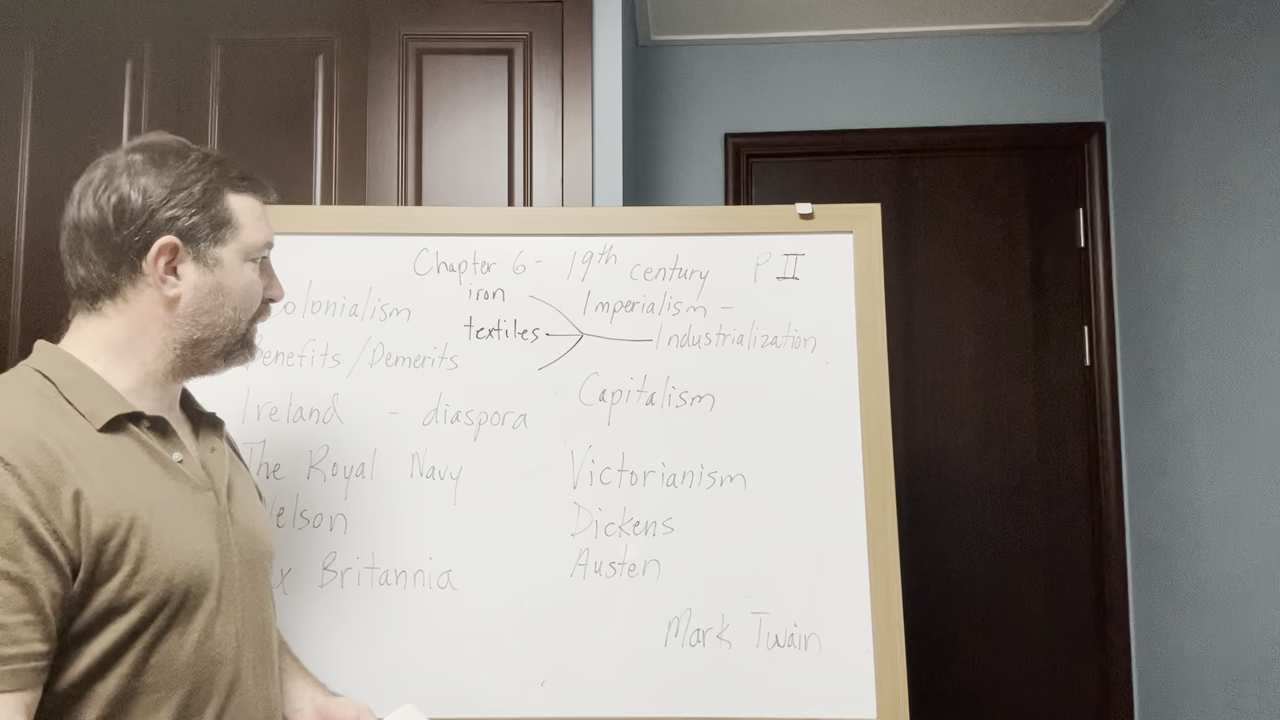 Chapter 6 - 19th century P II
iron
textiles
Colonialism
Benefits/Demerits
Ireland - diaspora
The Royal Navy
Nelson
Britannia
Imperialism -
Industrialization
Capitalism
Victorianism
Dickens
Austen
Mark Twain